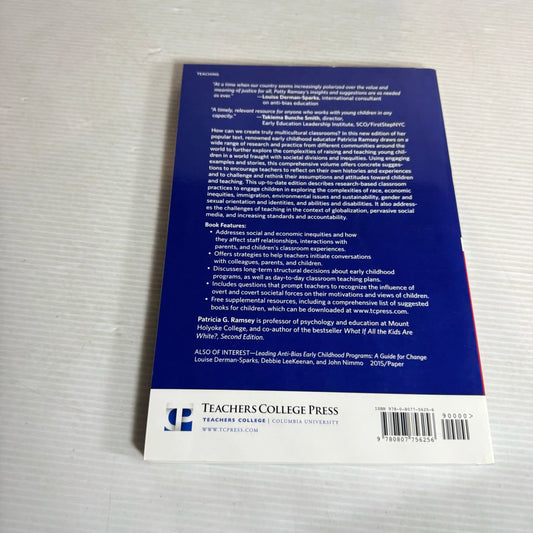 TEACHING
"At a time when our country seems increasingly polarized over the value and
meaning of justice for all, Patty Ramsey's insights and suggestions are as needed
as ever." —Louise Derman-Sparks, international consultant
on anti-bias education
"A timely, relevant resource for anyone who works with young children in any
capacity." —Takiema Bunche Smith, director,
Early Education Leadership Institute, SCO/FirstStepNYC
How can we create truly multicultural classrooms? In this new edition of her
popular text, renowned early childhood educator Patricia Ramsey draws on a
wide range of research and practice from different communities around the
world to further explore the complexities of raising and teaching young chil-
dren in a world fraught with societal divisions and inequities. Using engaging
examples and stories, this comprehensive volume offers concrete sugges-
tions to encourage teachers to reflect on their own histories and experiences
and to challenge and rethink their assumptions and attitudes toward children
and teaching. This up-to-date edition describes research-based classroom
practices to engage children in exploring the complexities of race, economic
inequities, immigration, environmental issues and sustainability, gender and
sexual orientation and identities, and abilities and disabilities. It also address-
es the challenges of teaching in the context of globalization, pervasive social
media, and increasing standards and accountability.
Book Features:
• Addresses social and economic inequities and how
they affect staff relationships, interactions with
parents, and children's classroom experiences.
• Offers strategies to help teachers initiate conversations
with colleagues, parents, and children.
• Discusses long-term structural decisions about early childhood
programs, as well as day-to-day classroom teaching plans.
• Includes questions that prompt teachers to recognize the influence of
overt and covert societal forces on their motivations and views of children.
• Free supplemental resources, including a comprehensive list of suggested
books for children, which can be downloaded at www.tcpress.com.
Patricia G. Ramsey is professor of psychology and education at Mount
Holyoke College, and co-author of the bestseller What If All the Kids Are
White?, Second Edition.
ALSO OF INTEREST—Leading Anti-Bias Early Childhood Programs: A Guide for Change
Louise Derman-Sparks, Debbie LeeKeenan, and John Nimmo 2015/Paper
TEACHERS COLLEGE PRESS
TEACHERS COLLEGE | COLUMBIA UNIVERSITY
WWW.TCPRESS.COM
ISBN 978-0-8077-5625-6
90000>
9 780807 756256